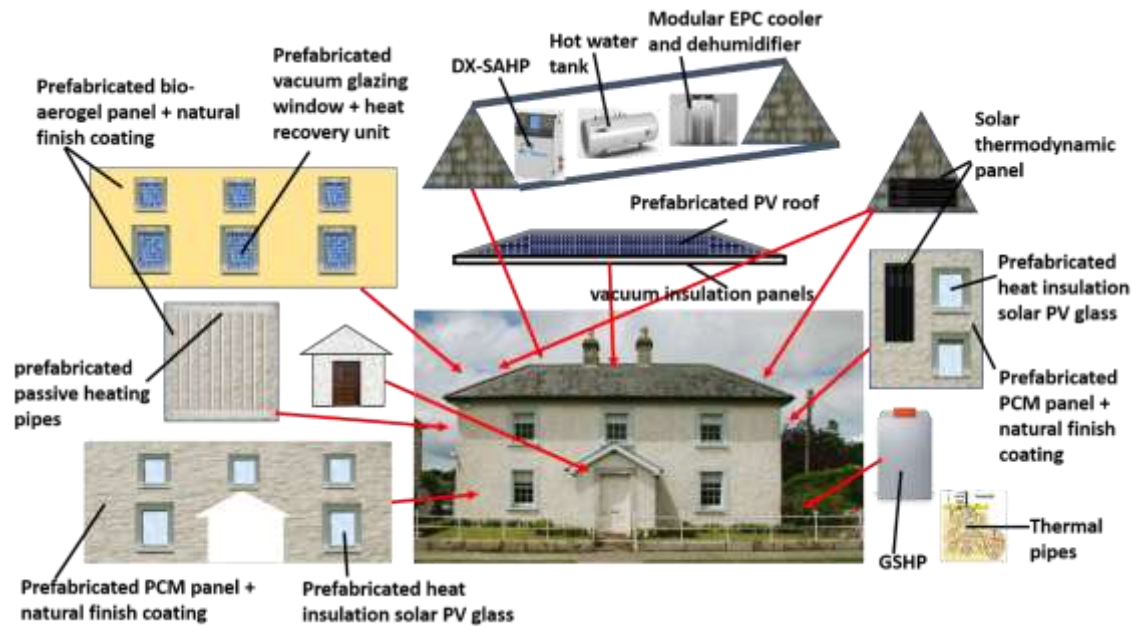 Modular EPC cooler
and dehumidifier
Hot water
tank
DX-SAHP
Prefabricated
vacuum glazing
window + heat
recovery unit
Prefabricated bio-
aerogel panel + natural
finish coating
Solar
thermodynamic
panel
Prefabricated PV roof
vacuum insulation panels
Prefabricated
heat insulation
solar PV glass
prefabricated
passive heating
pipes
Prefabricated
PCM panel +
natural finish
coating
GSHP
Thermal
pipes
Prefabricated PCM panel +
natural finish coating
Prefabricated heat
insulation solar PV glass